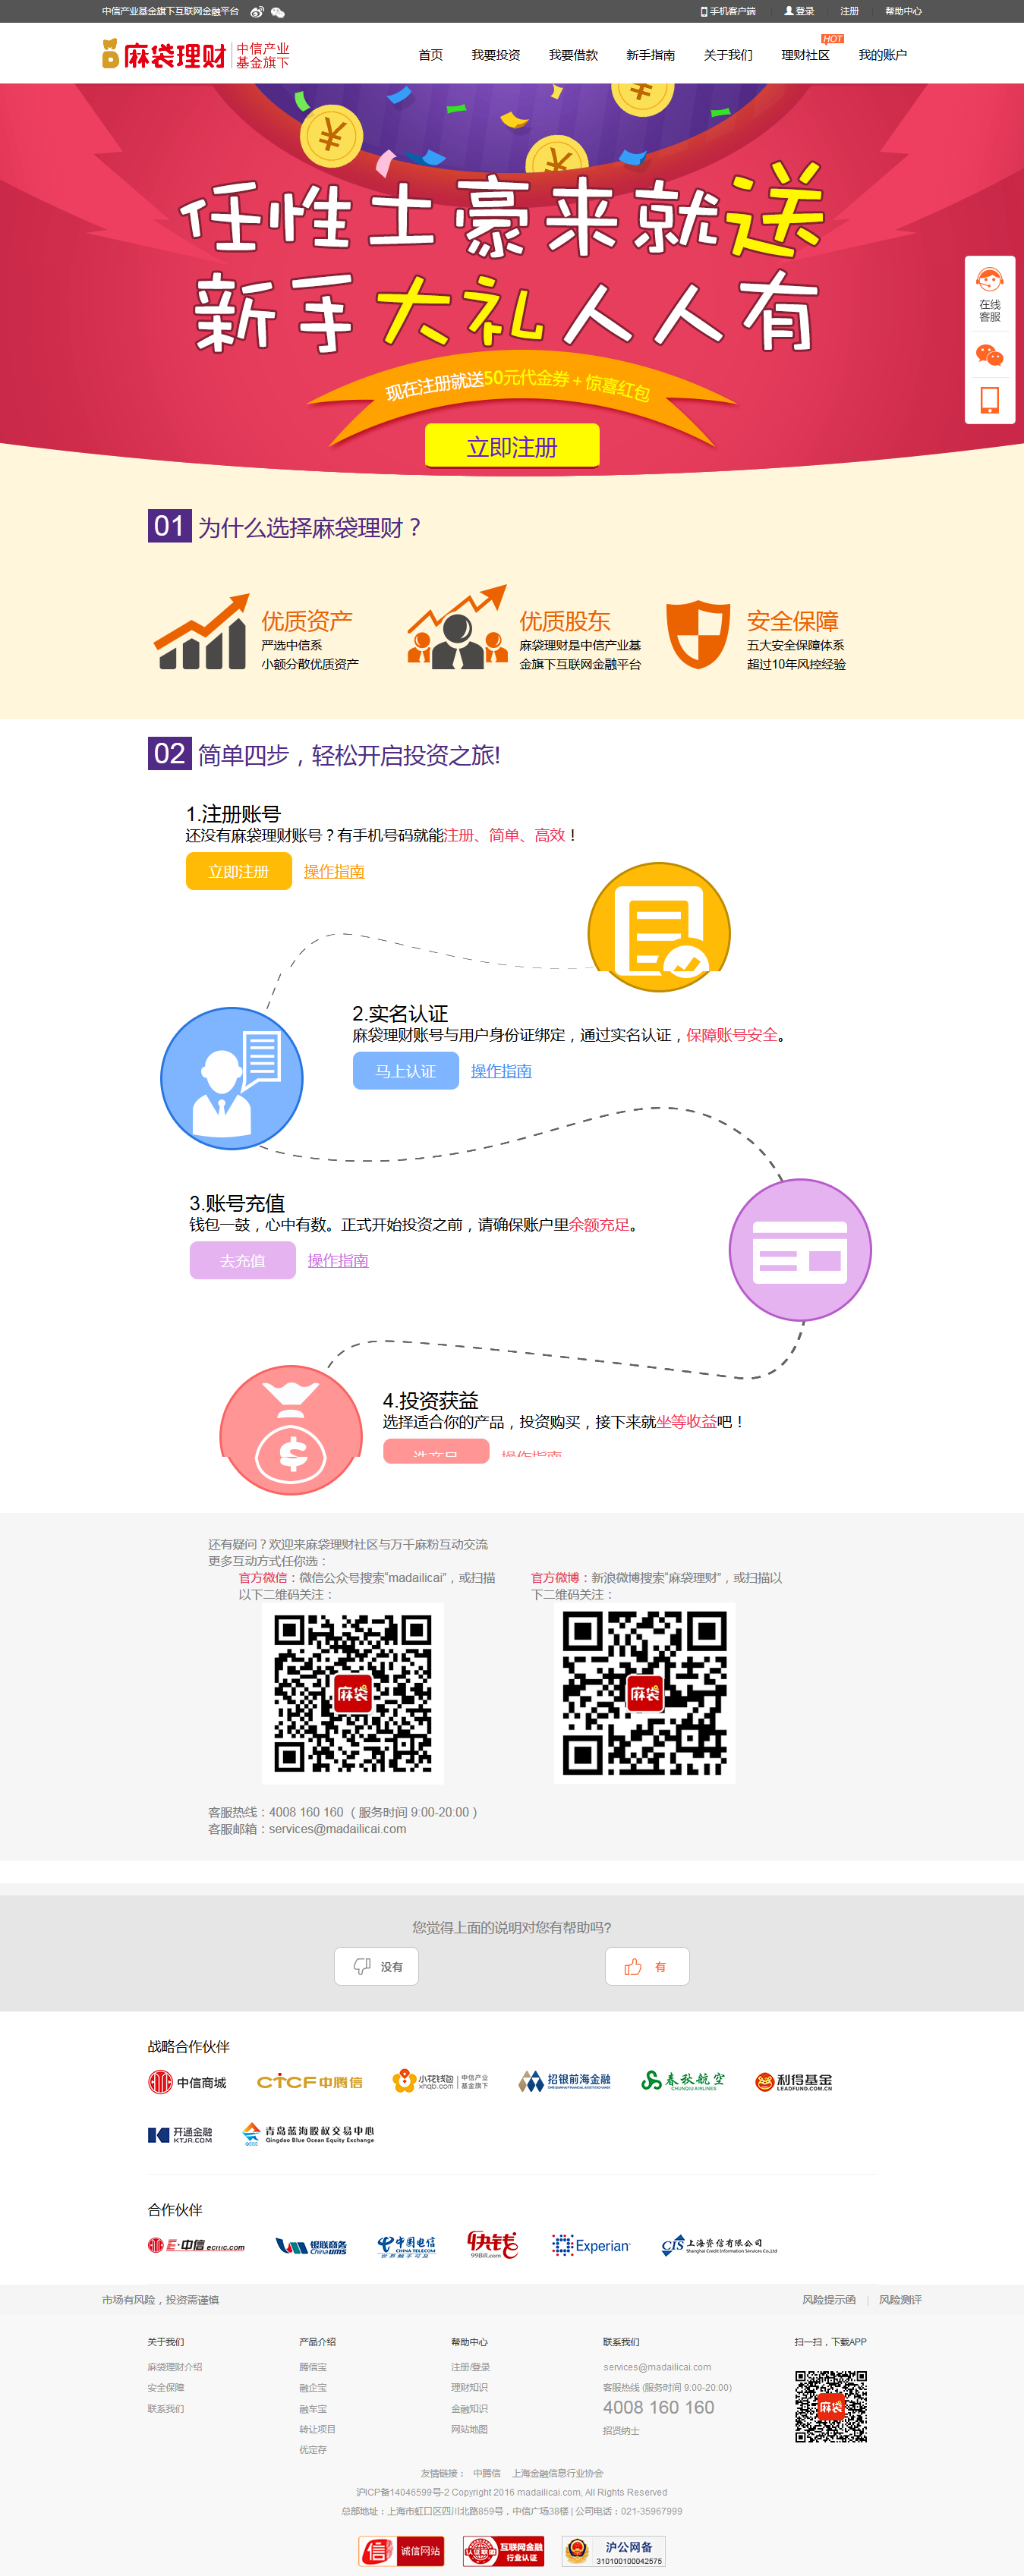 中信产业基金旗下互联网金融平台
手机客户端 登录 注册 帮助中心
麻袋理财 中信产业基金旗下
首页 我要投资 我要借款 新手指南 关于我们 理财社区 HOT 我的账户
任性土豪来就送
新手大礼人人有
现在注册就送50元代金券+惊喜红包
立即注册
在线
客服
01 为什么选择麻袋理财？
优质资产
严选中信系
小额分散优质资产
优质股东
麻袋理财是中信产业基
金旗下互联网金融平台
安全保障
五大安全保障体系
超过10年风控经验
02 简单四步，轻松开启投资之旅!
1.注册账号
还没有麻袋理财账号？有手机号码就能注册、简单、高效！
立即注册 操作指南
2.实名认证
麻袋理财账号与用户身份证绑定，通过实名认证，保障账号安全。
马上认证 操作指南
3.账号充值
钱包一鼓，心中有数。正式开始投资之前，请确保账户里余额充足。
去充值 操作指南
4.投资获益
选择适合你的产品，投资购买，接下来就坐等收益吧！
操作指南
还有疑问？欢迎来麻袋理财社区与万千麻粉互动交流
更多互动方式任你选：
官方微信：微信公众号搜索“madailicai”，或扫描
以下二维码关注：
官方微博：新浪微博搜索“麻袋理财”，或扫描以
下二维码关注：
麻袋
麻袋
客服热线：4008 160 160（ 服务时间 9:00-20:00 ）
客服邮箱：services@madailicai.com
您觉得上面的说明对您有帮助吗?
没有 有
战略合作伙伴
中信商城 CTCF中腾信 小花钱包 xhqb.com 中信产业基金旗下 招银前海金融 春秋航空 CHUNQIU AIRLINES 利得基金 LEADFUND.COM.CN
开通金融 KTJR.COM 青岛蓝海股权交易中心 Qingdao Blue Ocean Equity Exchange
合作伙伴
E·中信 ecitic.com 银联商务 Chinaums 中国电信 CHINA TELECOM 世界触手可及 快钱 99Bill.com Experian CIS 上海资信有限公司 Shanghai Credit Information Services Co.,Ltd
市场有风险，投资需谨慎
风险提示函 | 风险测评
关于我们
麻袋理财介绍
安全保障
联系我们
产品介绍
腾信宝
融企宝
融车宝
转让项目
优定存
帮助中心
注册/登录
理财知识
金融知识
网站地图
联系我们
services@madailicai.com
客服热线 (服务时间 9:00-20:00)
4008 160 160
招贤纳士
扫一扫，下载APP
麻袋
友情链接： 中腾信 上海金融信息行业协会
沪ICP备14046599号-2 Copyright 2016 madailicai.com, All Rights Reserved
总部地址：上海市虹口区四川北路859号，中信广场38楼 | 公司电话：021-35967999
信 诚信网站
认证联盟 互联网金融行业认证
沪公网备
310100100042575